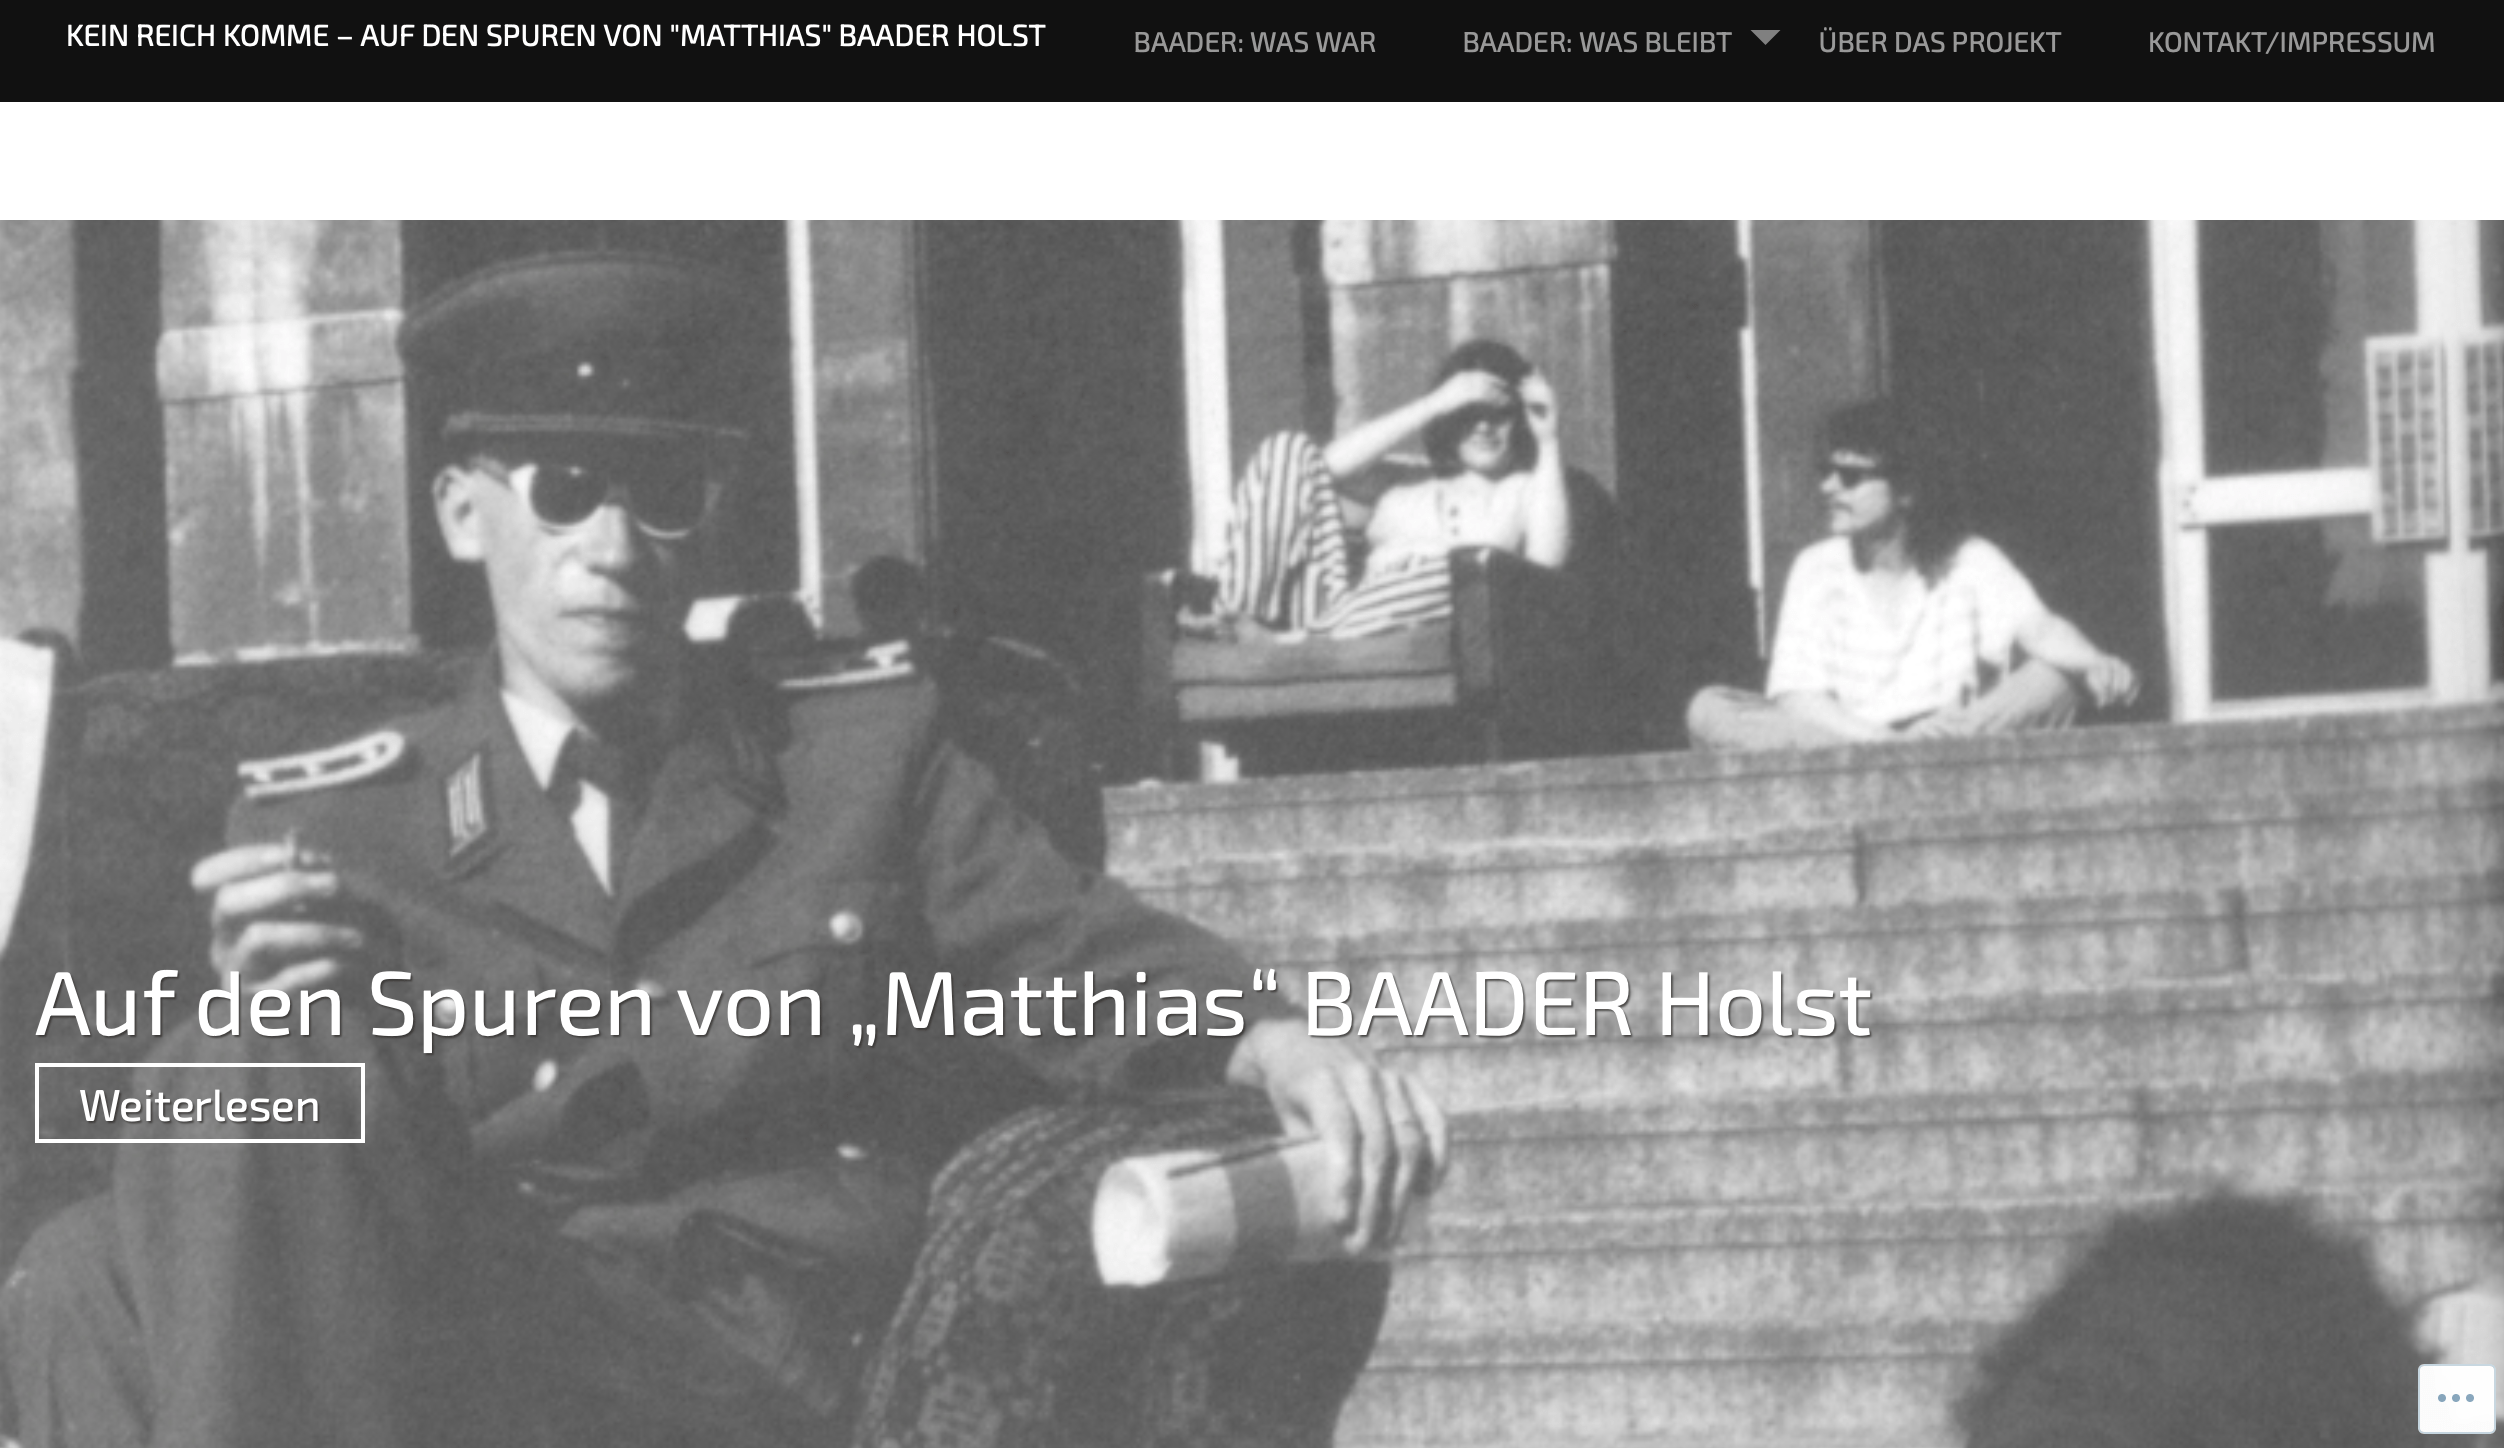 KEIN REICH KOMME – AUF DEN SPUREN VON "MATTHIAS" BAADER HOLST
BAADER: WAS WAR
BAADER: WAS BLEIBT
ÜBER DAS PROJEKT
KONTAKT/IMPRESSUM
Auf den Spuren von „Matthias“ BAADER Holst
Weiterlesen